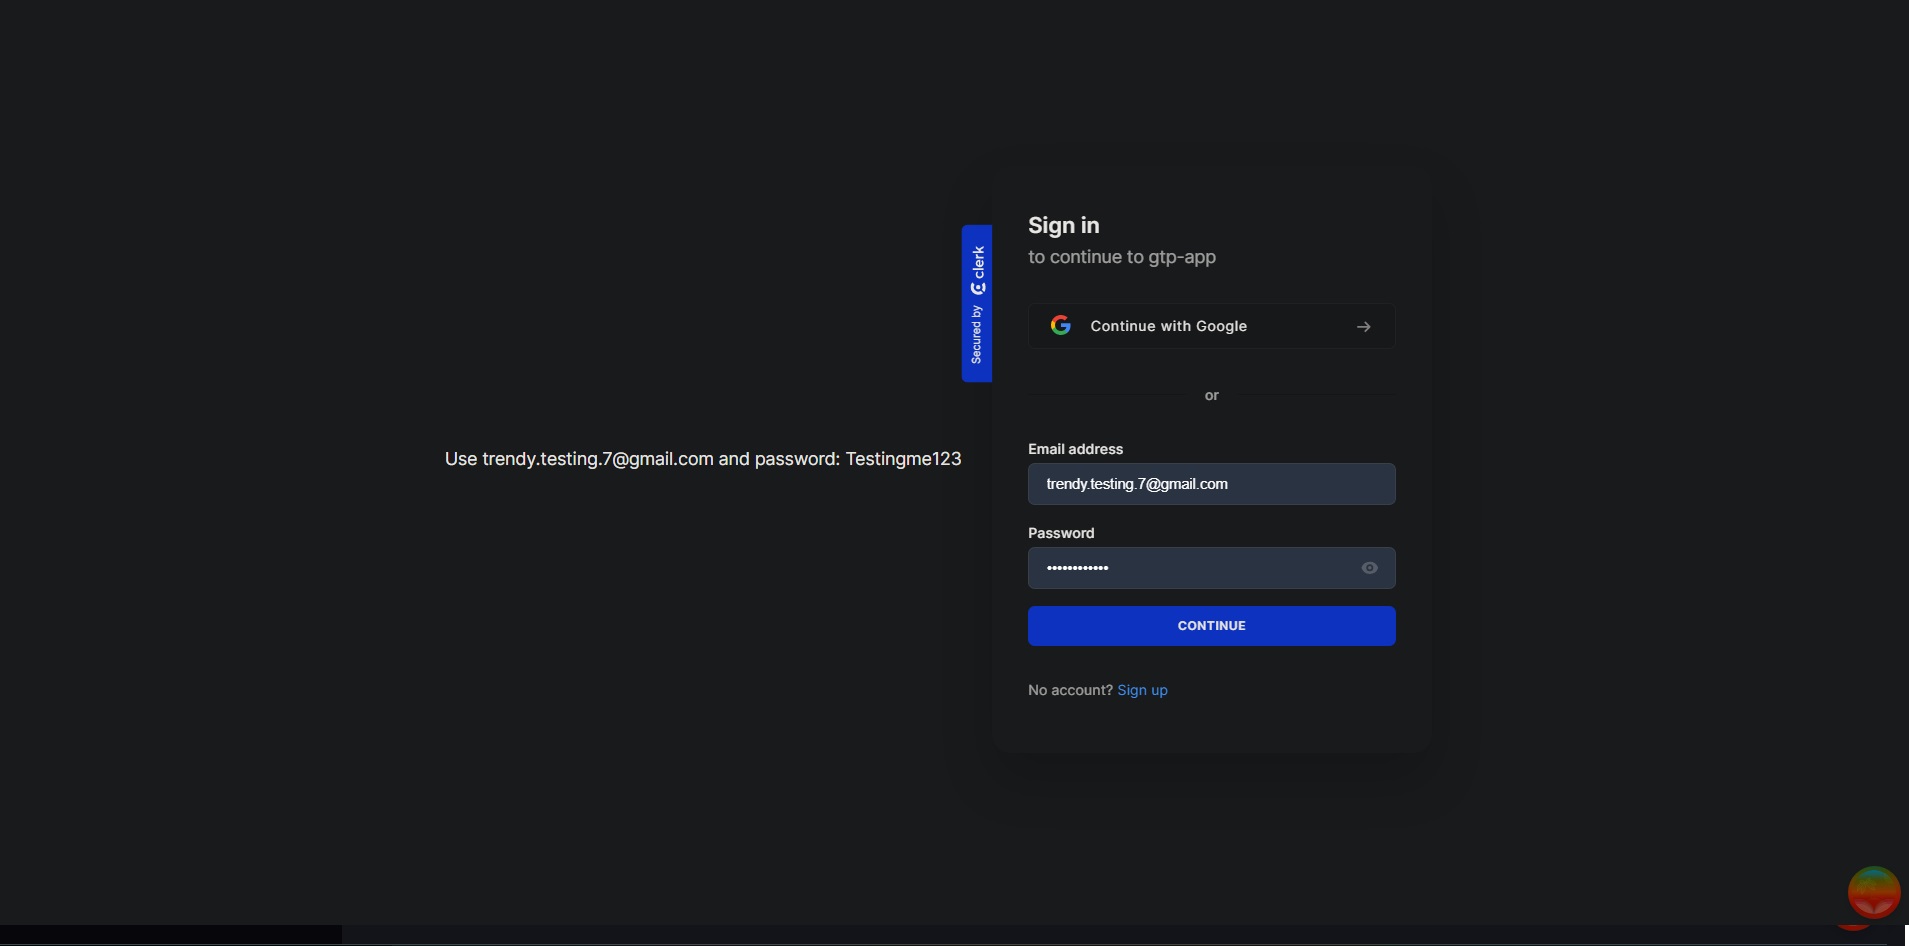 Sign in
to continue to gtp-app
Secured by clerk
Continue with Google
or
Use trendy.testing.7@gmail.com and password: Testingme123
Email address
trendy.testing.7@gmail.com
Password
••••••••••••
CONTINUE
No account? Sign up